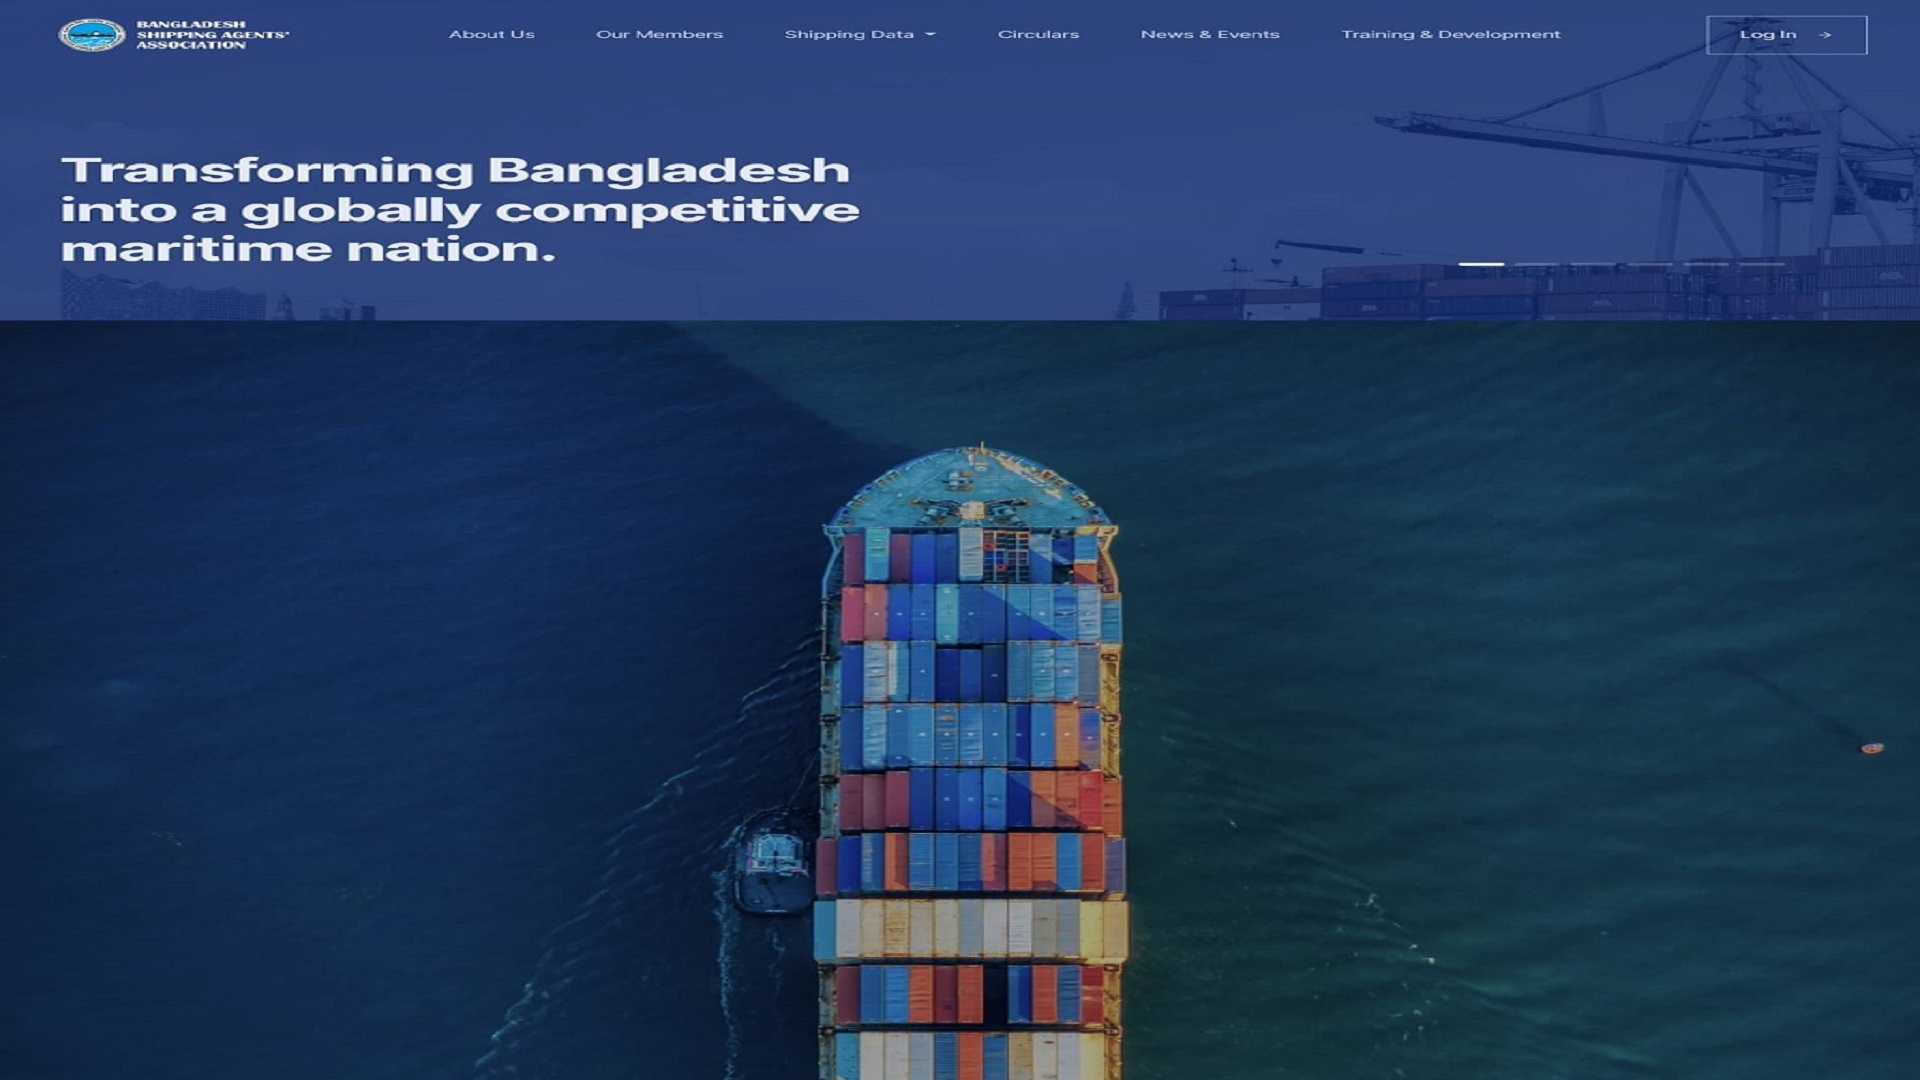 BANGLADESH
SHIPPING AGENTS'
ASSOCIATION
About Us
Our Members
Shipping Data
Circulars
News & Events
Training & Development
Log In →
Transforming Bangladesh
into a globally competitive
maritime nation.